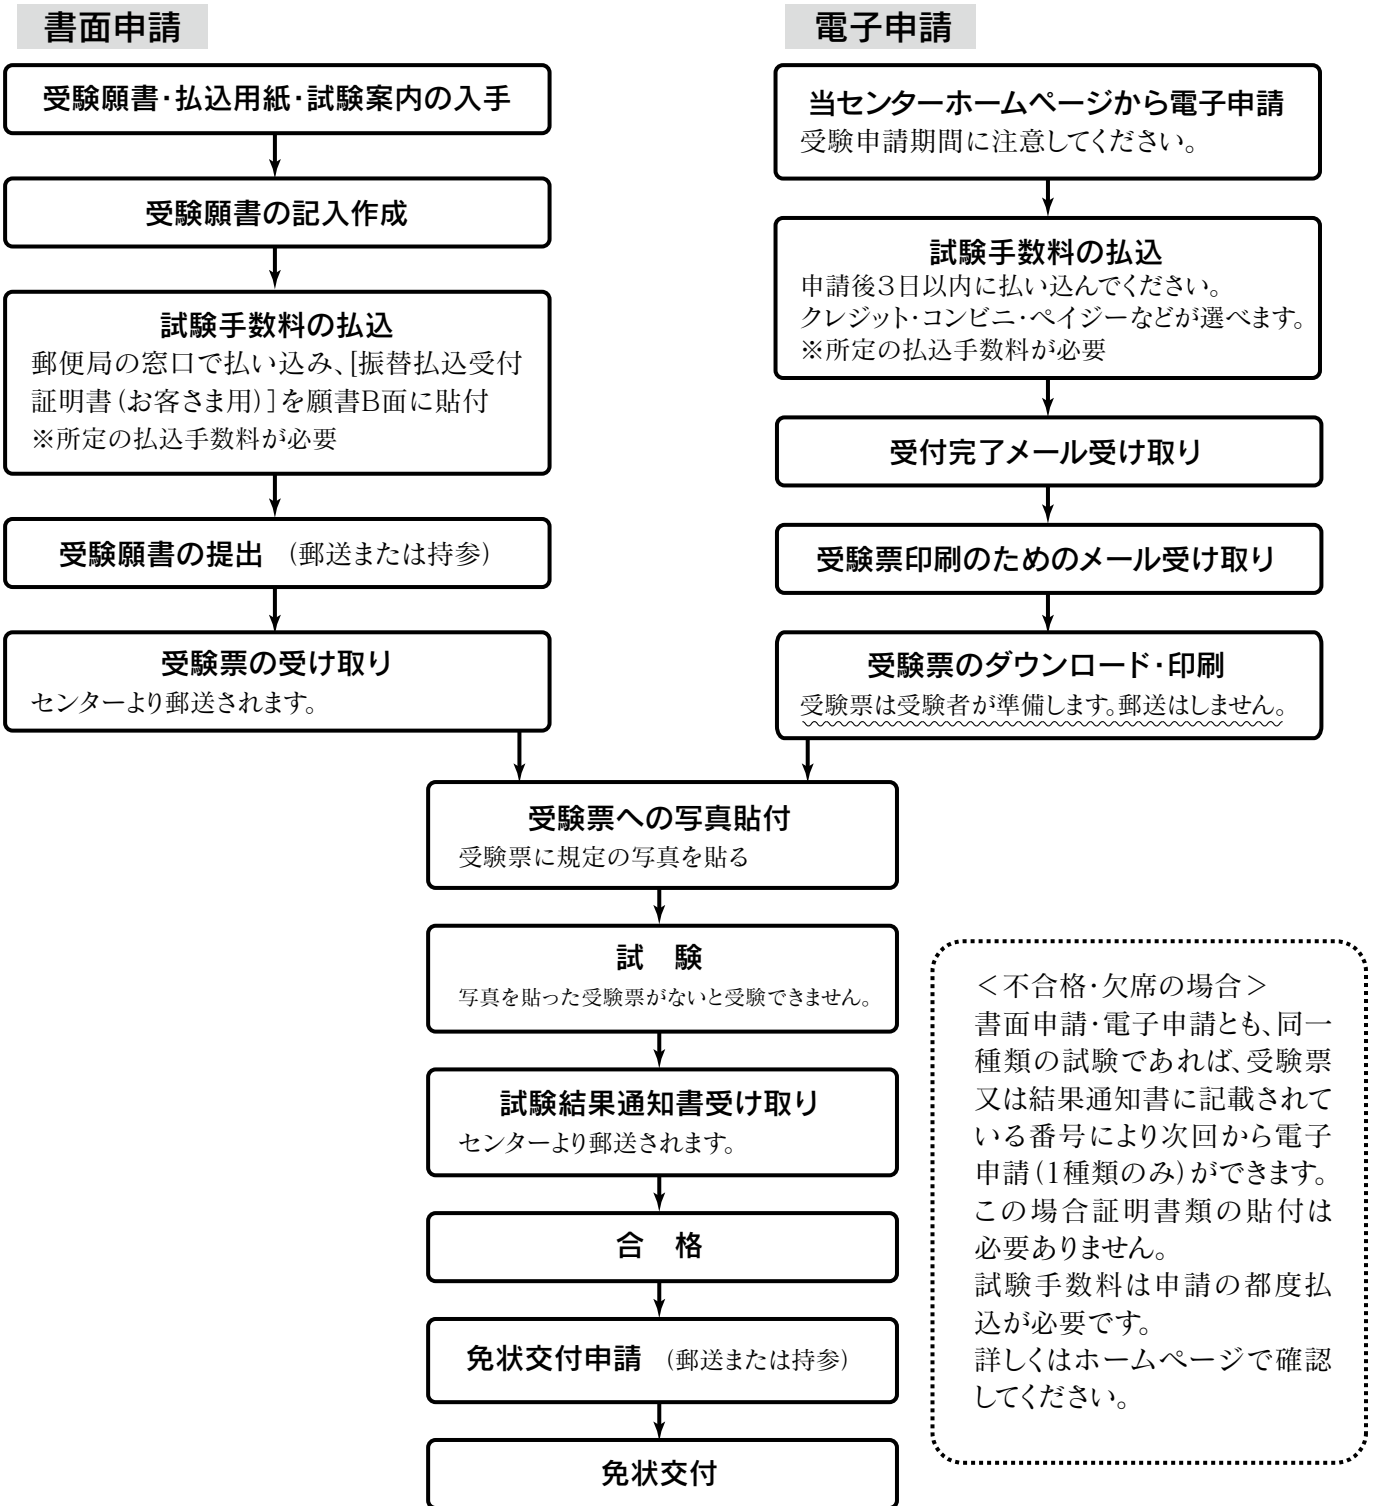 書面申請
受験願書・払込用紙・試験案内の入手
受験願書の記入作成
試験手数料の払込
郵便局の窓口で払い込み、[振替払込受付
証明書(お客さま用)]を願書B面に貼付
※所定の払込手数料が必要
受験願書の提出 (郵送または持参)
受験票の受け取り
センターより郵送されます。
電子申請
当センターホームページから電子申請
受験申請期間に注意してください。
試験手数料の払込
申請後3日以内に払い込んでください。
クレジット・コンビニ・ペイジーなどが選べます。
※所定の払込手数料が必要
受付完了メール受け取り
受験票印刷のためのメール受け取り
受験票のダウンロード・印刷
受験票は受験者が準備します。郵送はしません。
受験票への写真貼付
受験票に規定の写真を貼る
試 験
写真を貼った受験票がないと受験できません。
試験結果通知書受け取り
センターより郵送されます。
合 格
免状交付申請 (郵送または持参)
免状交付
＜不合格・欠席の場合＞
書面申請・電子申請とも、同一
種類の試験であれば、受験票
又は結果通知書に記載されて
いる番号により次回から電子
申請(1種類のみ)ができます。
この場合証明書類の貼付は
必要ありません。
試験手数料は申請の都度払
込が必要です。
詳しくはホームページで確認
してください。